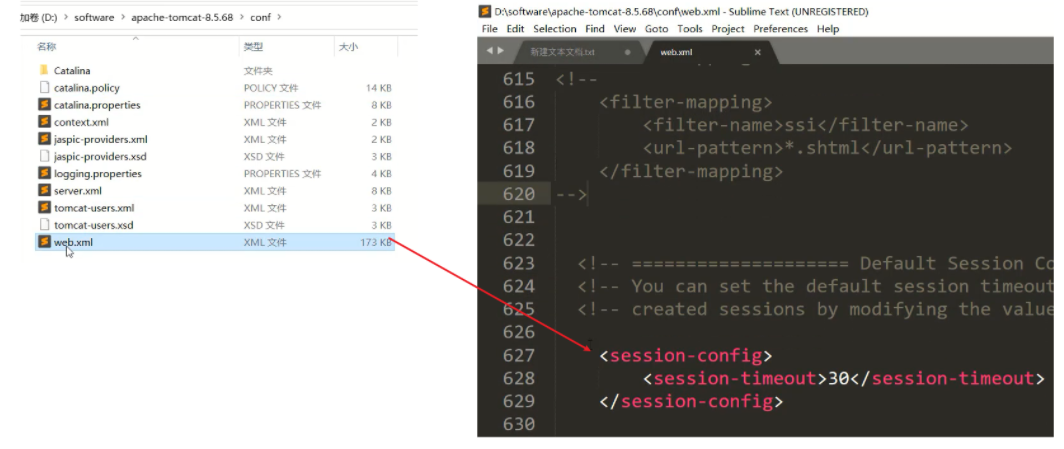 加卷 (D:) › software › apache-tomcat-8.5.68 › conf ›
名称 类型 大小
Catalina 文件夹
catalina.policy POLICY 文件 14 KB
catalina.properties PROPERTIES 文件 8 KB
context.xml XML 文件 2 KB
jaspic-providers.xml XML 文件 2 KB
jaspic-providers.xsd XSD 文件 3 KB
logging.properties PROPERTIES 文件 4 KB
server.xml XML 文件 8 KB
tomcat-users.xml XML 文件 3 KB
tomcat-users.xsd XSD 文件 3 KB
web.xml XML 文件 173 KB
D:\software\apache-tomcat-8.5.68\conf\web.xml - Sublime Text (UNREGISTERED)
File Edit Selection Find View Goto Tools Project Preferences Help
新建文本文档.txt web.xml ×
615 <!--
616 <filter-mapping>
617 <filter-name>ssi</filter-name>
618 <url-pattern>*.shtml</url-pattern>
619 </filter-mapping>
620 -->
621
622
623 <!-- ==================== Default Session Co
624 <!-- You can set the default session timeout
625 <!-- created sessions by modifying the value
626
627 <session-config>
628 <session-timeout>30</session-timeout>
629 </session-config>
630